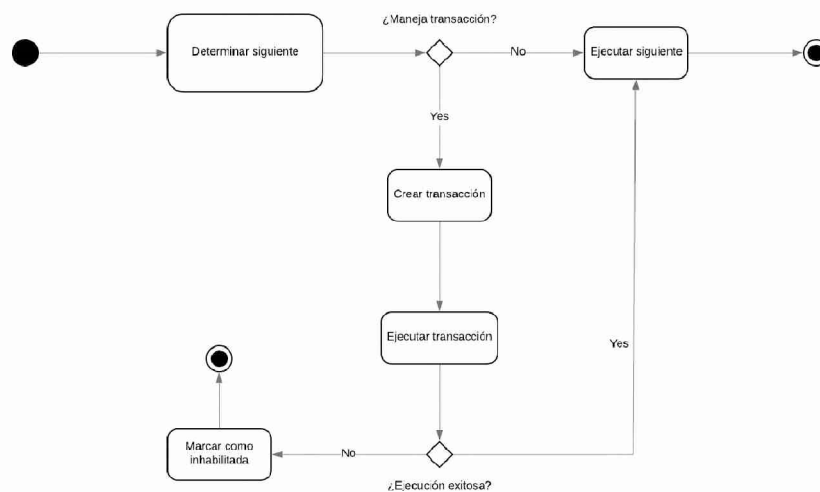 ¿Maneja transacción?
Determinar siguiente
No
Ejecutar siguiente
Yes
Crear transacción
Ejecutar transacción
Yes
Marcar como
inhabilitada
No
¿Ejecución exitosa?